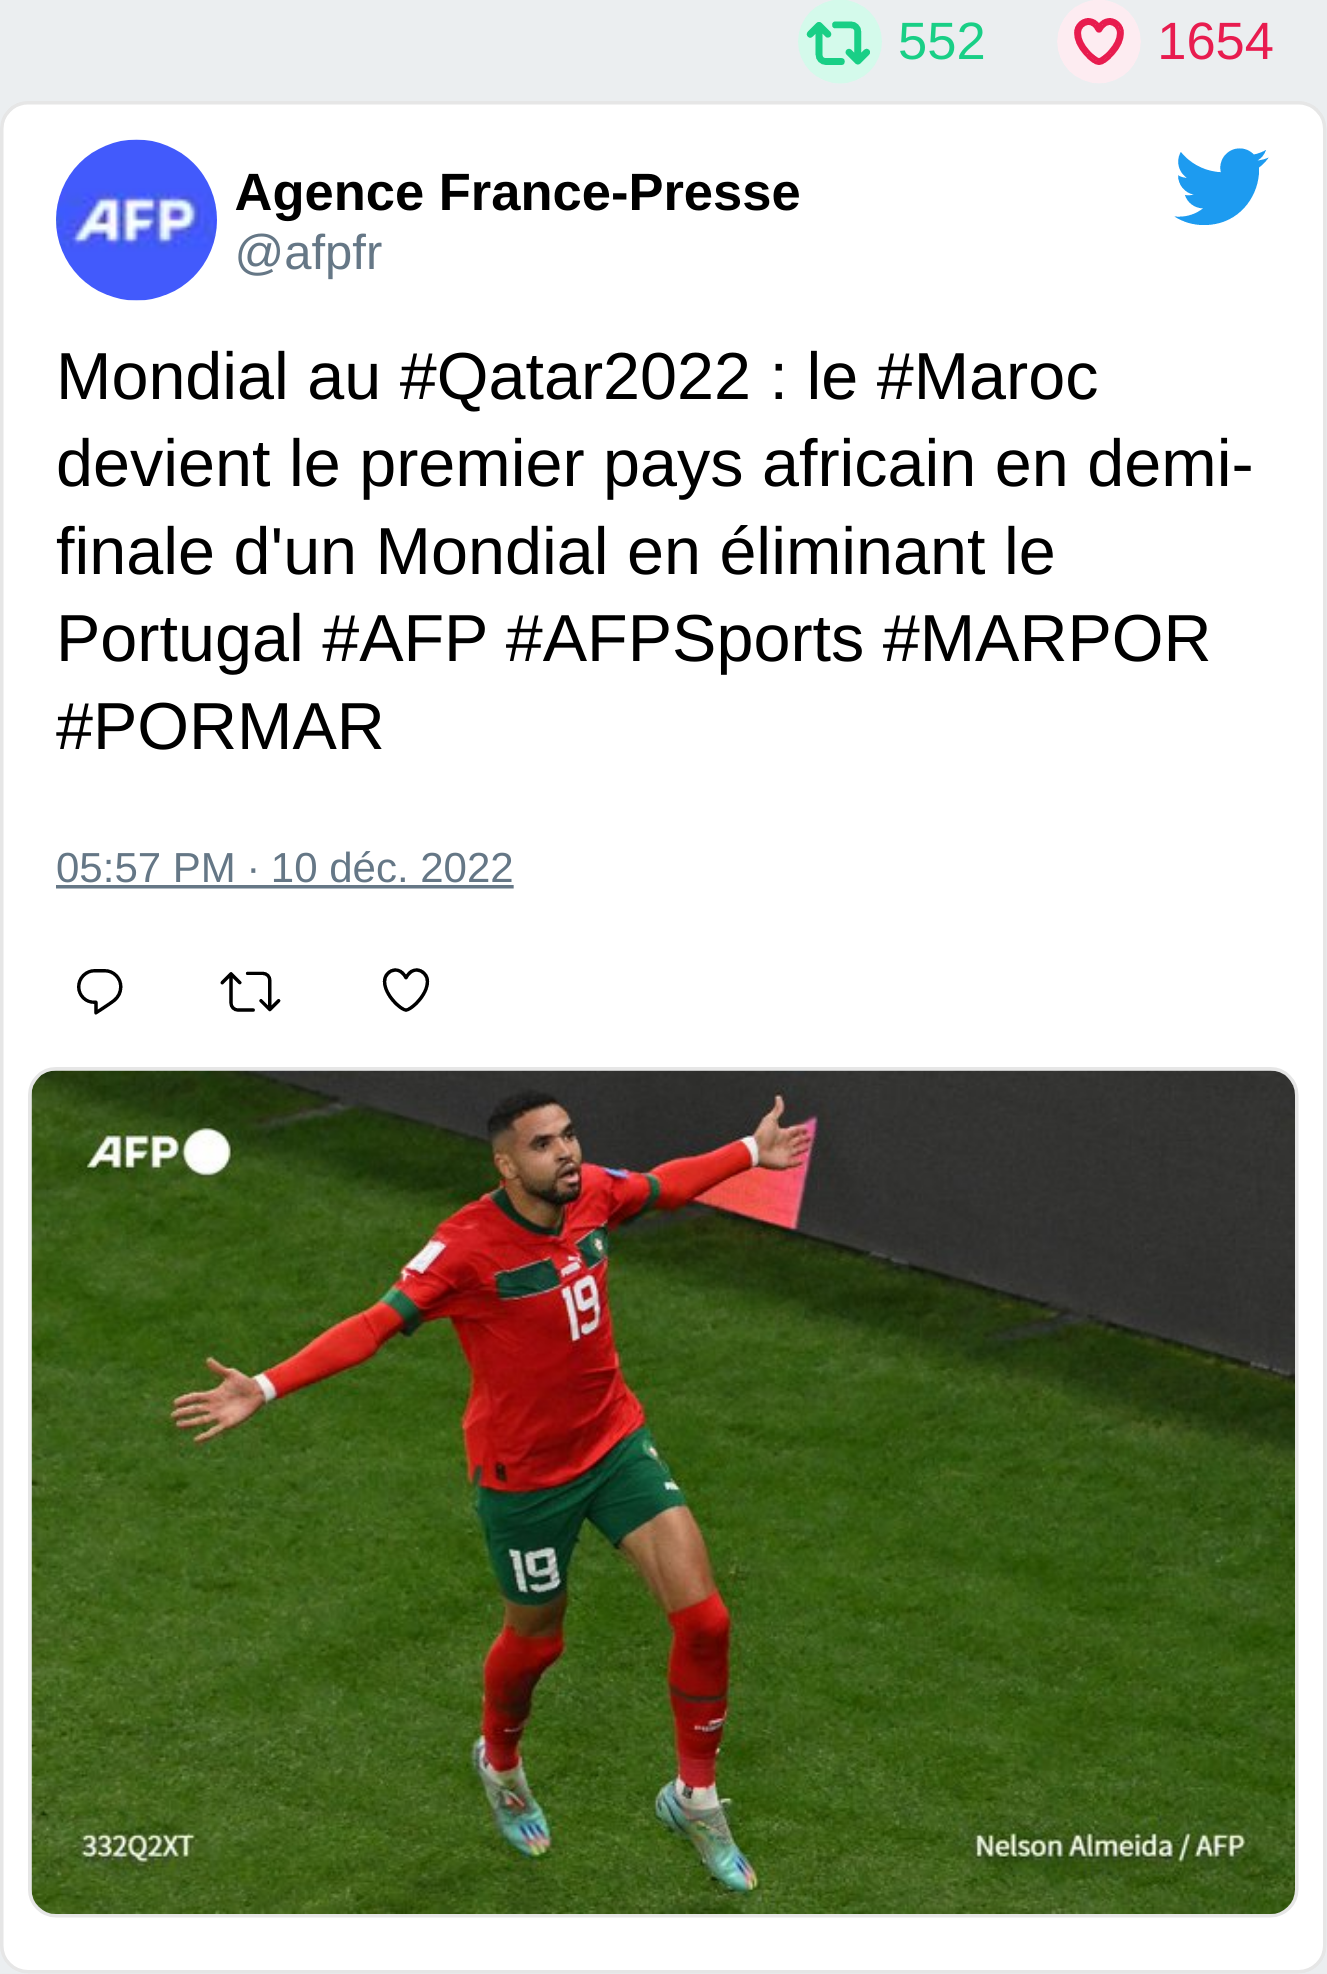 552 1654
AFP
Agence France-Presse
@afpfr
Mondial au #Qatar2022 : le #Maroc
devient le premier pays africain en demi-
finale d'un Mondial en éliminant le
Portugal #AFP #AFPSports #MARPOR
#PORMAR
05:57 PM · 10 déc. 2022
AFP
19
19
332Q2XT
Nelson Almeida / AFP